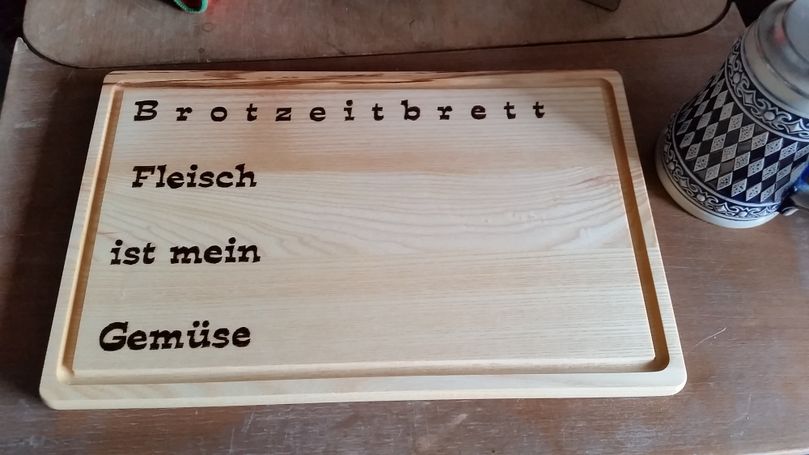 Brotzeitbrett
Fleisch
ist mein
Gemüse